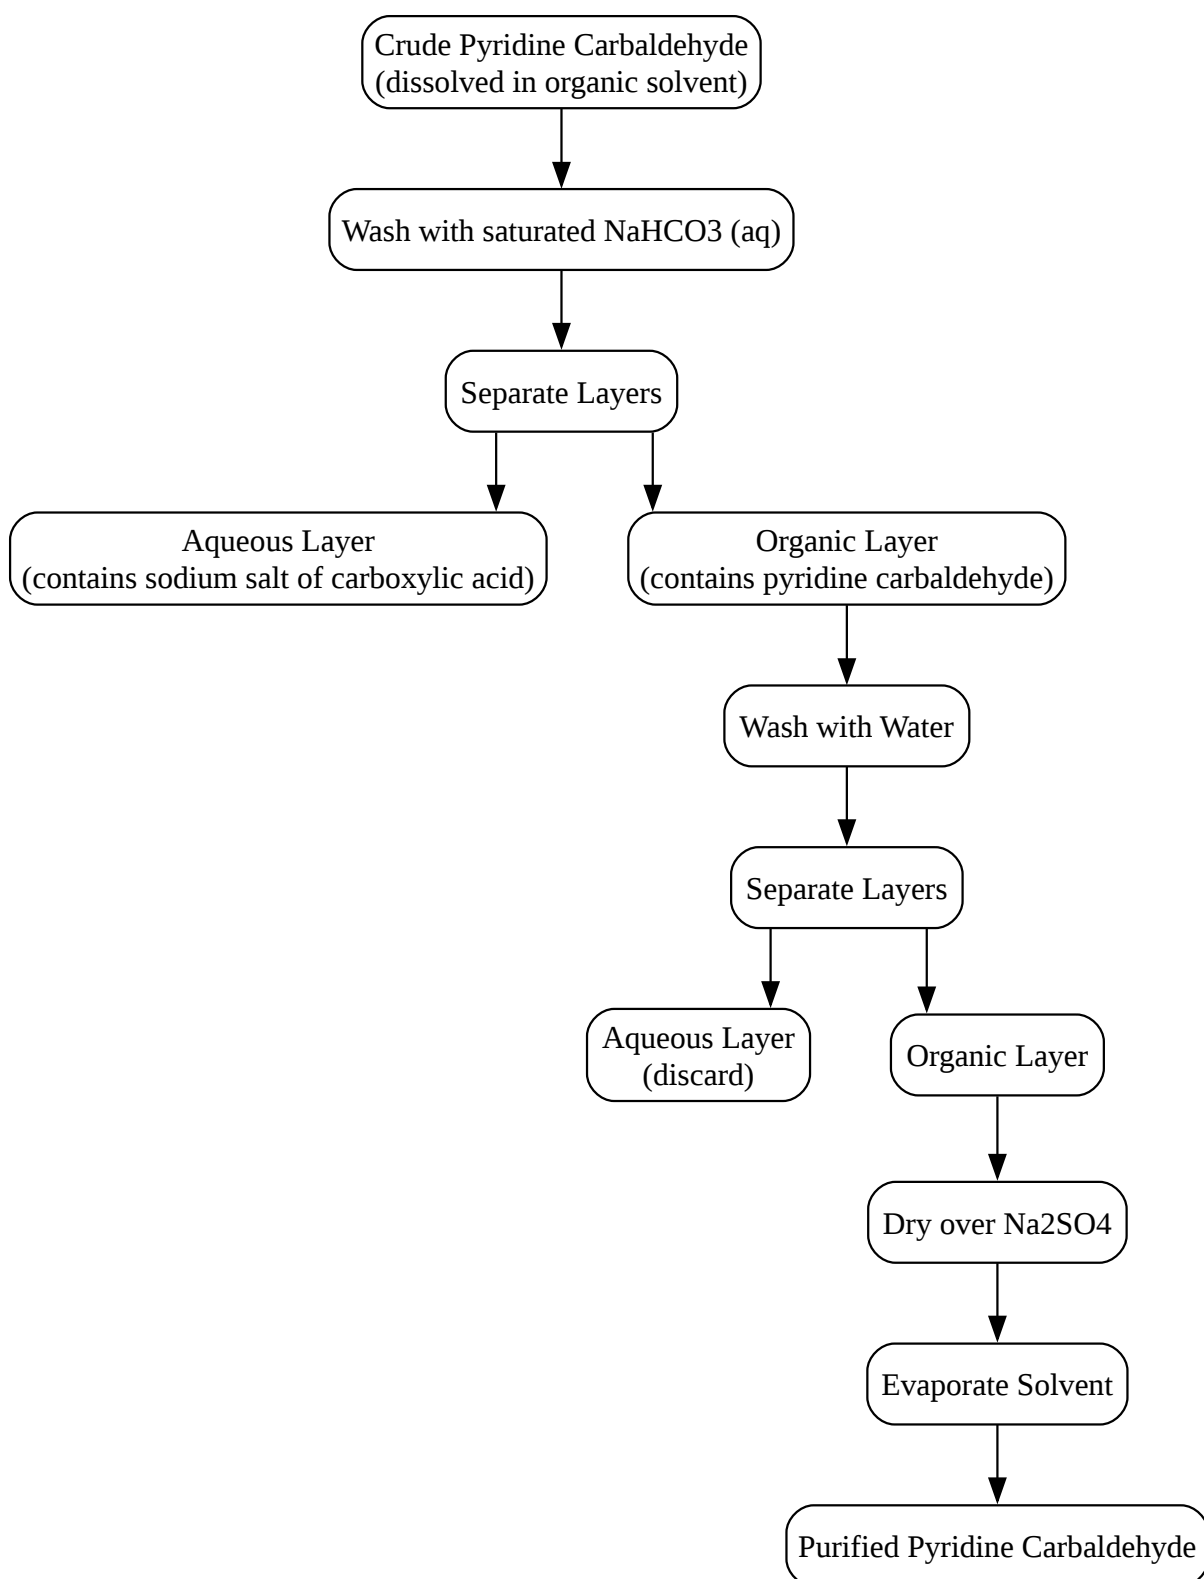 Crude Pyridine Carbaldehyde
(dissolved in organic solvent)
Wash with saturated NaHCO3 (aq)
Separate Layers
Aqueous Layer
(contains sodium salt of carboxylic acid)
Organic Layer
(contains pyridine carbaldehyde)
Wash with Water
Separate Layers
Aqueous Layer
(discard)
Organic Layer
Dry over Na2SO4
Evaporate Solvent
Purified Pyridine Carbaldehyde